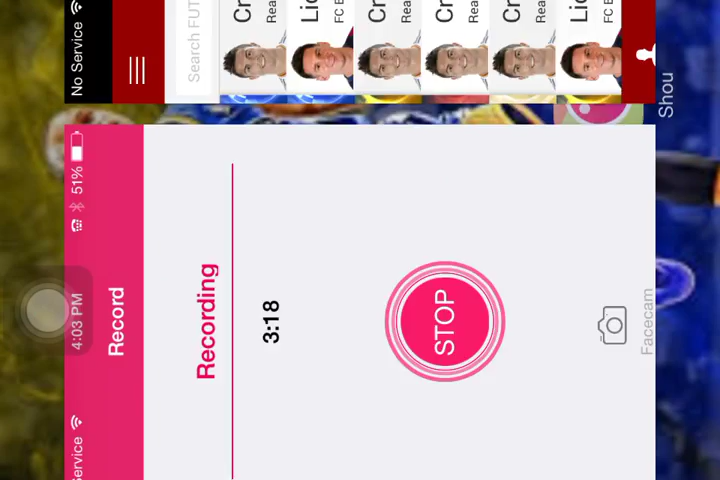 No Service
Search FUT
Cr
Rea
Lic
FC E
Cr
Rea
Cr
Rea
Cr
Rea
Lic
FC E
Shou
Service
4:03 PM
51%
Record
Recording
3:18
STOP
Facecam